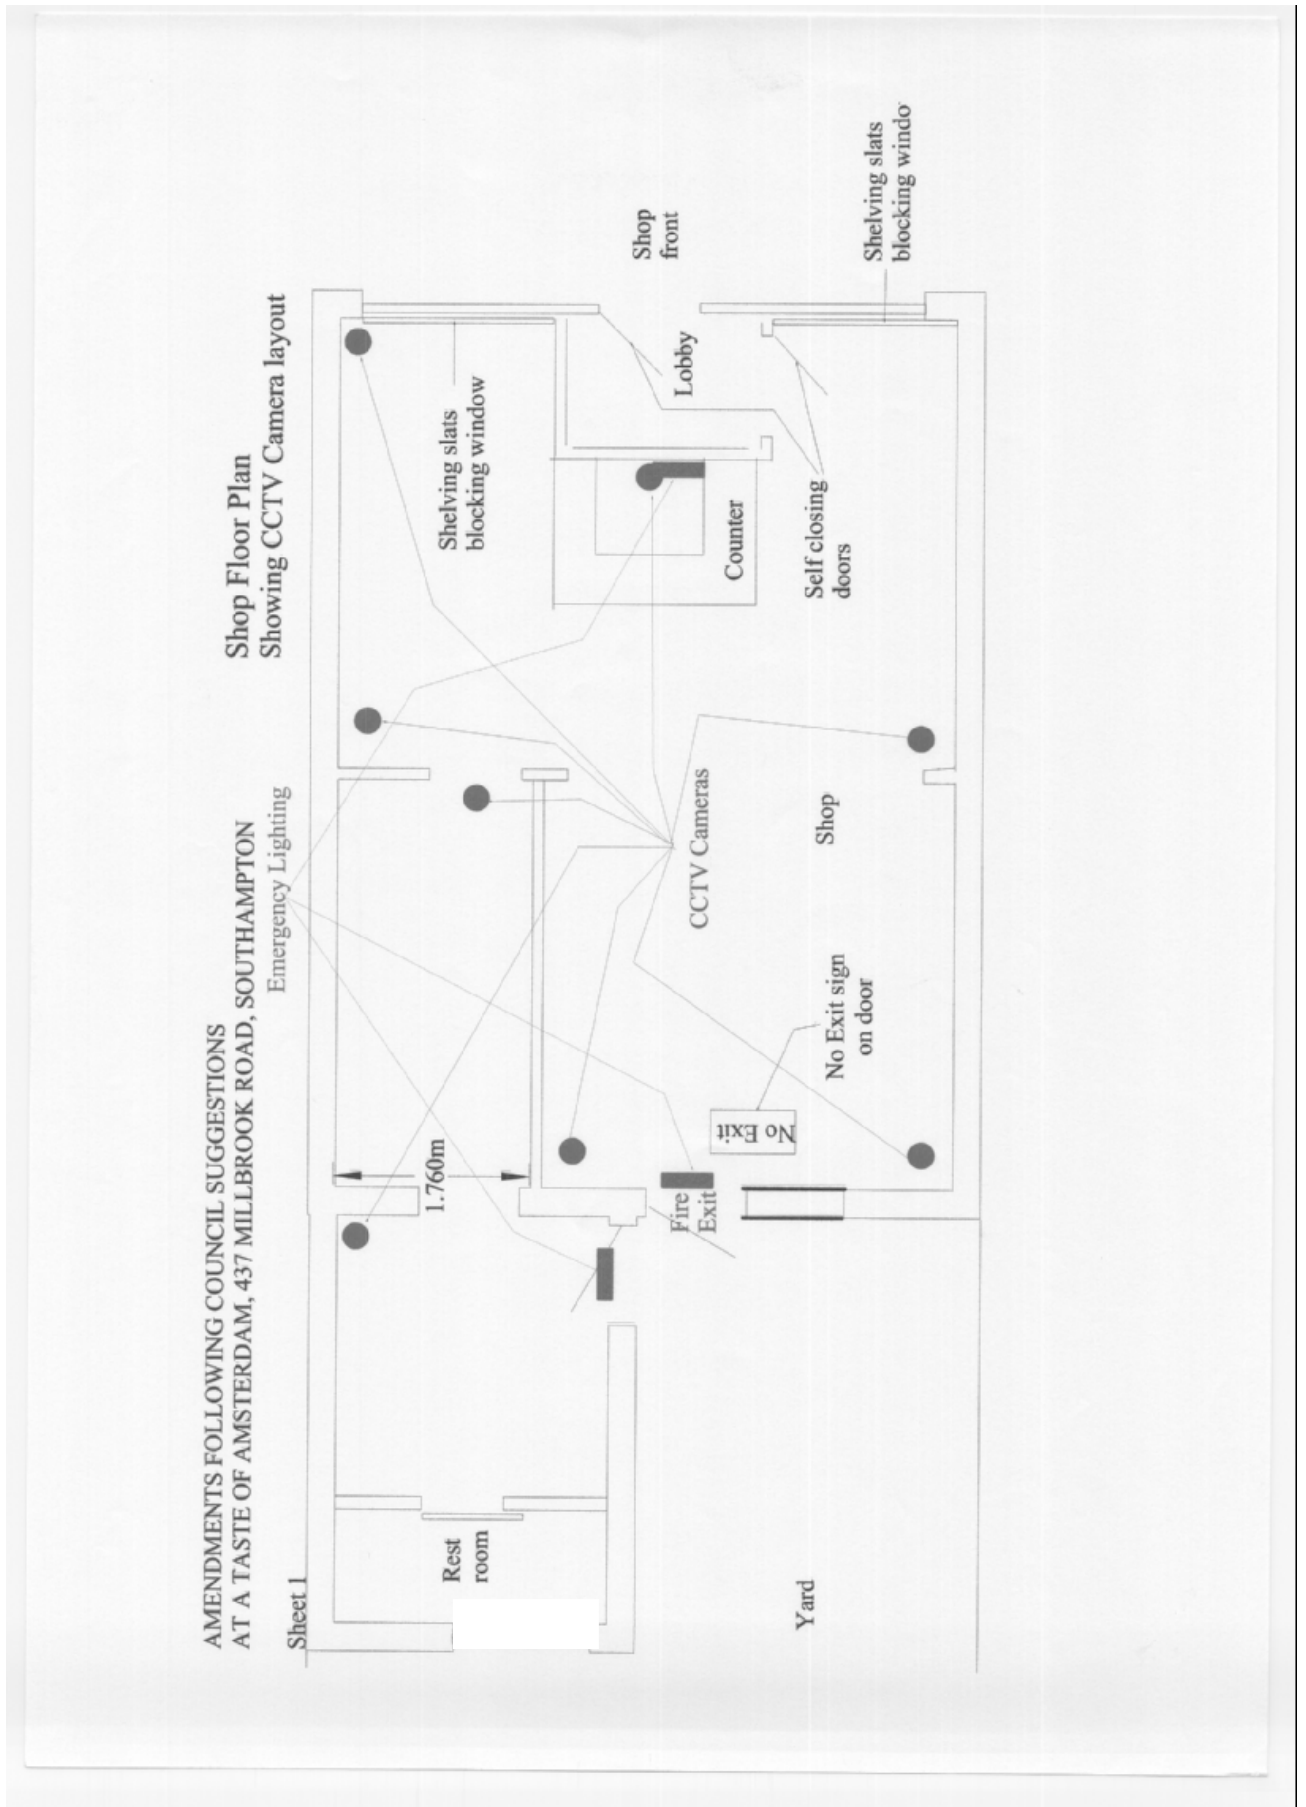 AMENDMENTS FOLLOWING COUNCIL SUGGESTIONS
AT A TASTE OF AMSTERDAM, 437 MILLBROOK ROAD, SOUTHAMPTON
Shop Floor Plan
Showing CCTV Camera layout
Sheet 1
Emergency Lighting
Shelving slats
blocking window
Shop
front
Lobby
1.760m
Rest
room
Fire
Exit
CCTV Cameras
Counter
No Exit
No Exit sign
on door
Shop
Self closing
doors
Shelving slats
blocking windo
Yard